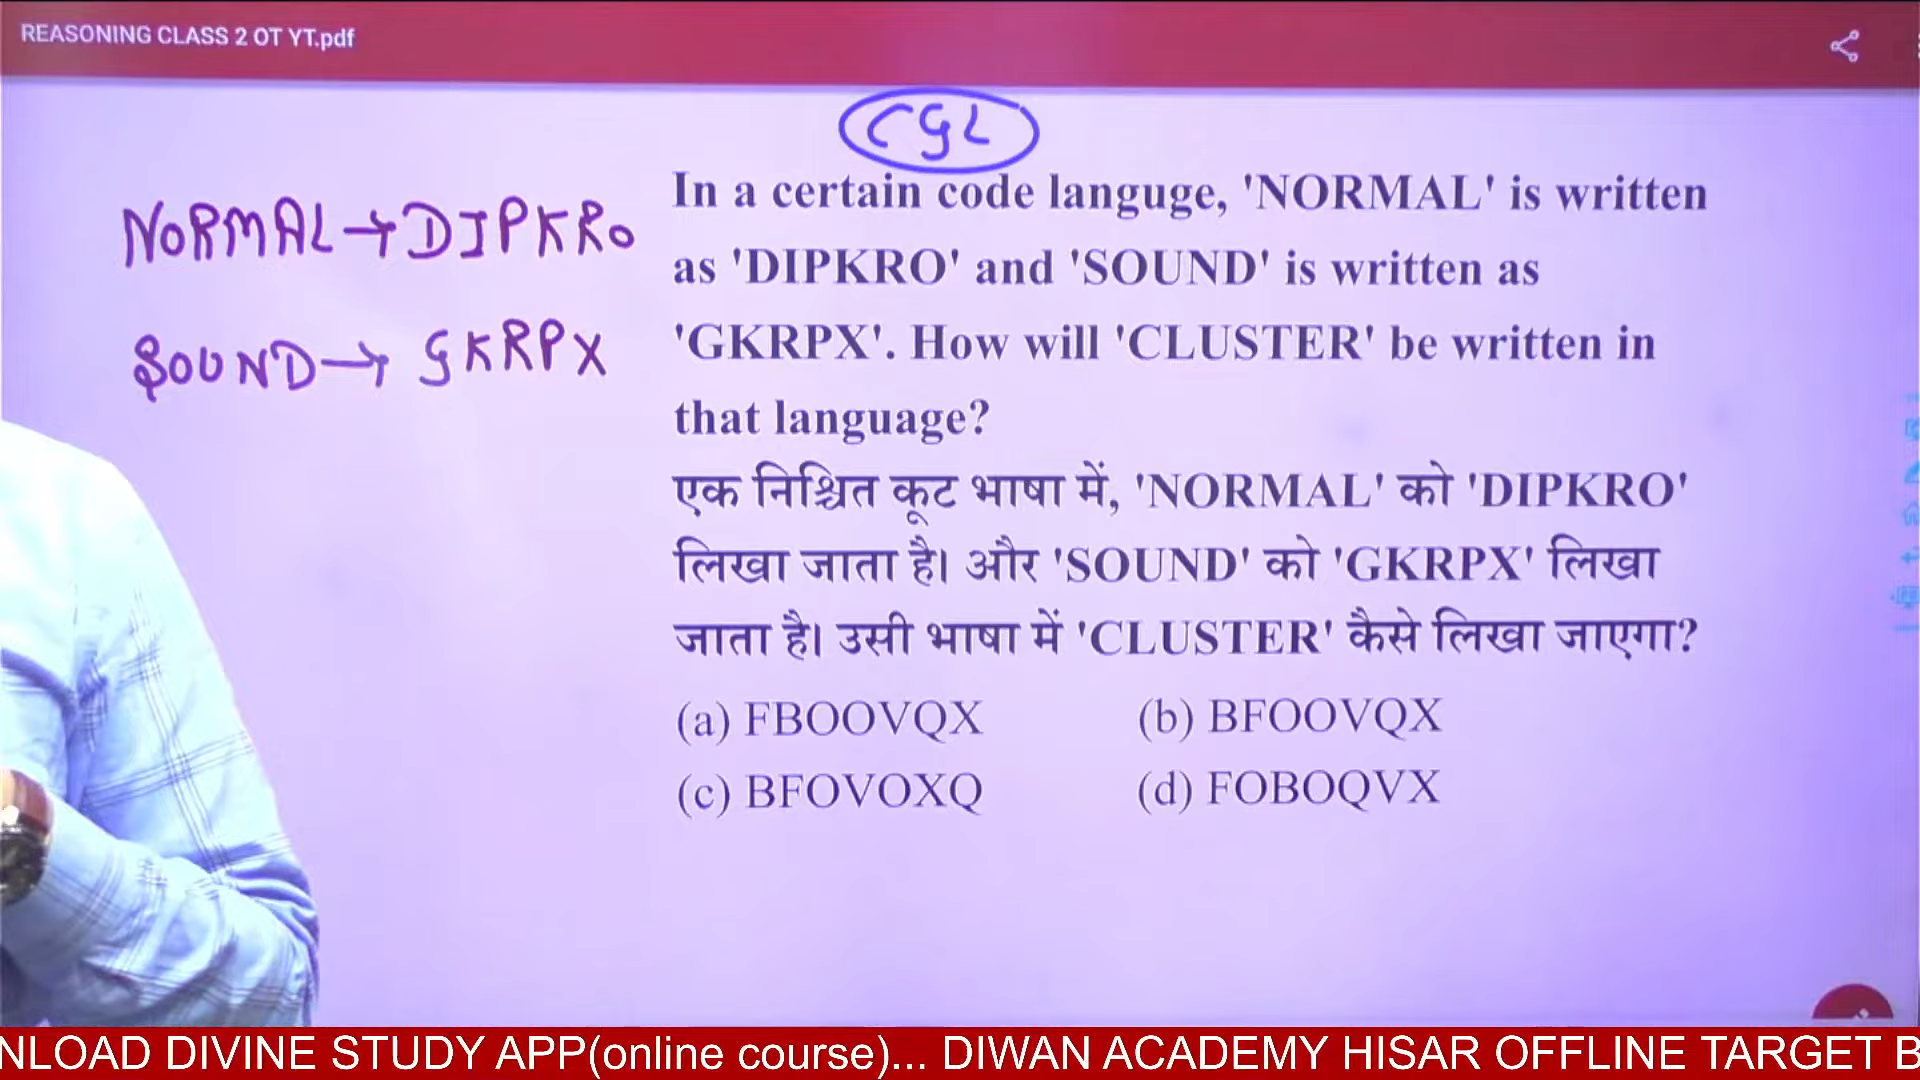 REASONING CLASS 2 OT YT.pdf
CGL
NORMAL → DIPKRO
SOUND → GKRPX
In a certain code languge, 'NORMAL' is written
as 'DIPKRO' and 'SOUND' is written as
'GKRPX'. How will 'CLUSTER' be written in
that language?
एक निश्चित कूट भाषा में, 'NORMAL' को 'DIPKRO'
लिखा जाता है। और 'SOUND' को 'GKRPX' लिखा
जाता है। उसी भाषा में 'CLUSTER' कैसे लिखा जाएगा?
(a) FBOOVQX (b) BFOOVQX
(c) BFOVOXQ (d) FOBOQVX
NLOAD DIVINE STUDY APP(online course)... DIWAN ACADEMY HISAR OFFLINE TARGET B